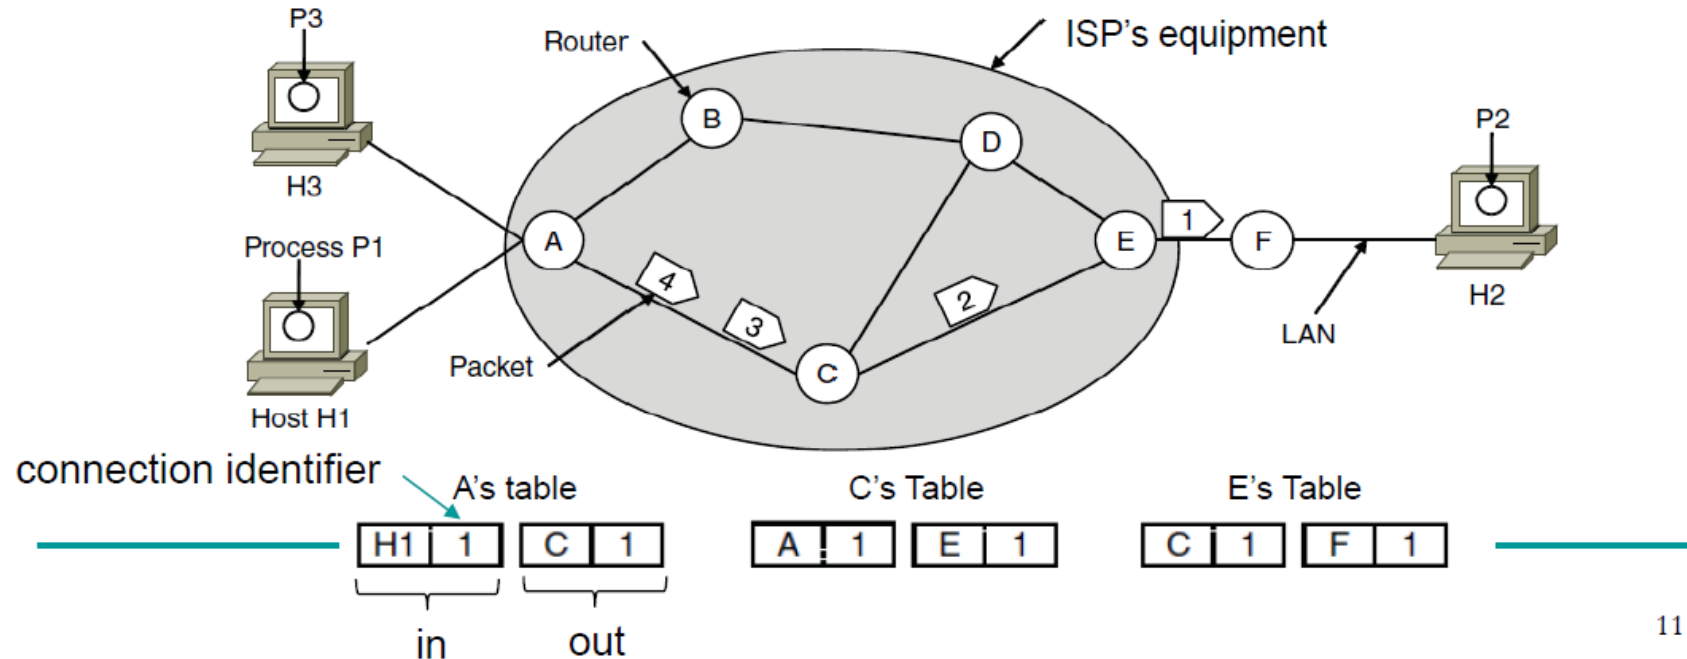 P3
Router
ISP's equipment
B
D
P2
H3
Process P1
A
E
1
F
4
2
H2
3
LAN
Packet
C
Host H1
connection identifier
A's table
C's Table
E's Table
H1 1 C 1
A 1 E 1
C 1 F 1
in
out
11